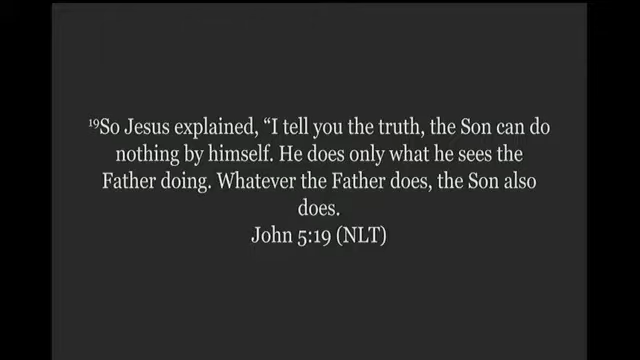 ¹⁹So Jesus explained, “I tell you the truth, the Son can do
nothing by himself. He does only what he sees the
Father doing. Whatever the Father does, the Son also
does.
John 5:19 (NLT)